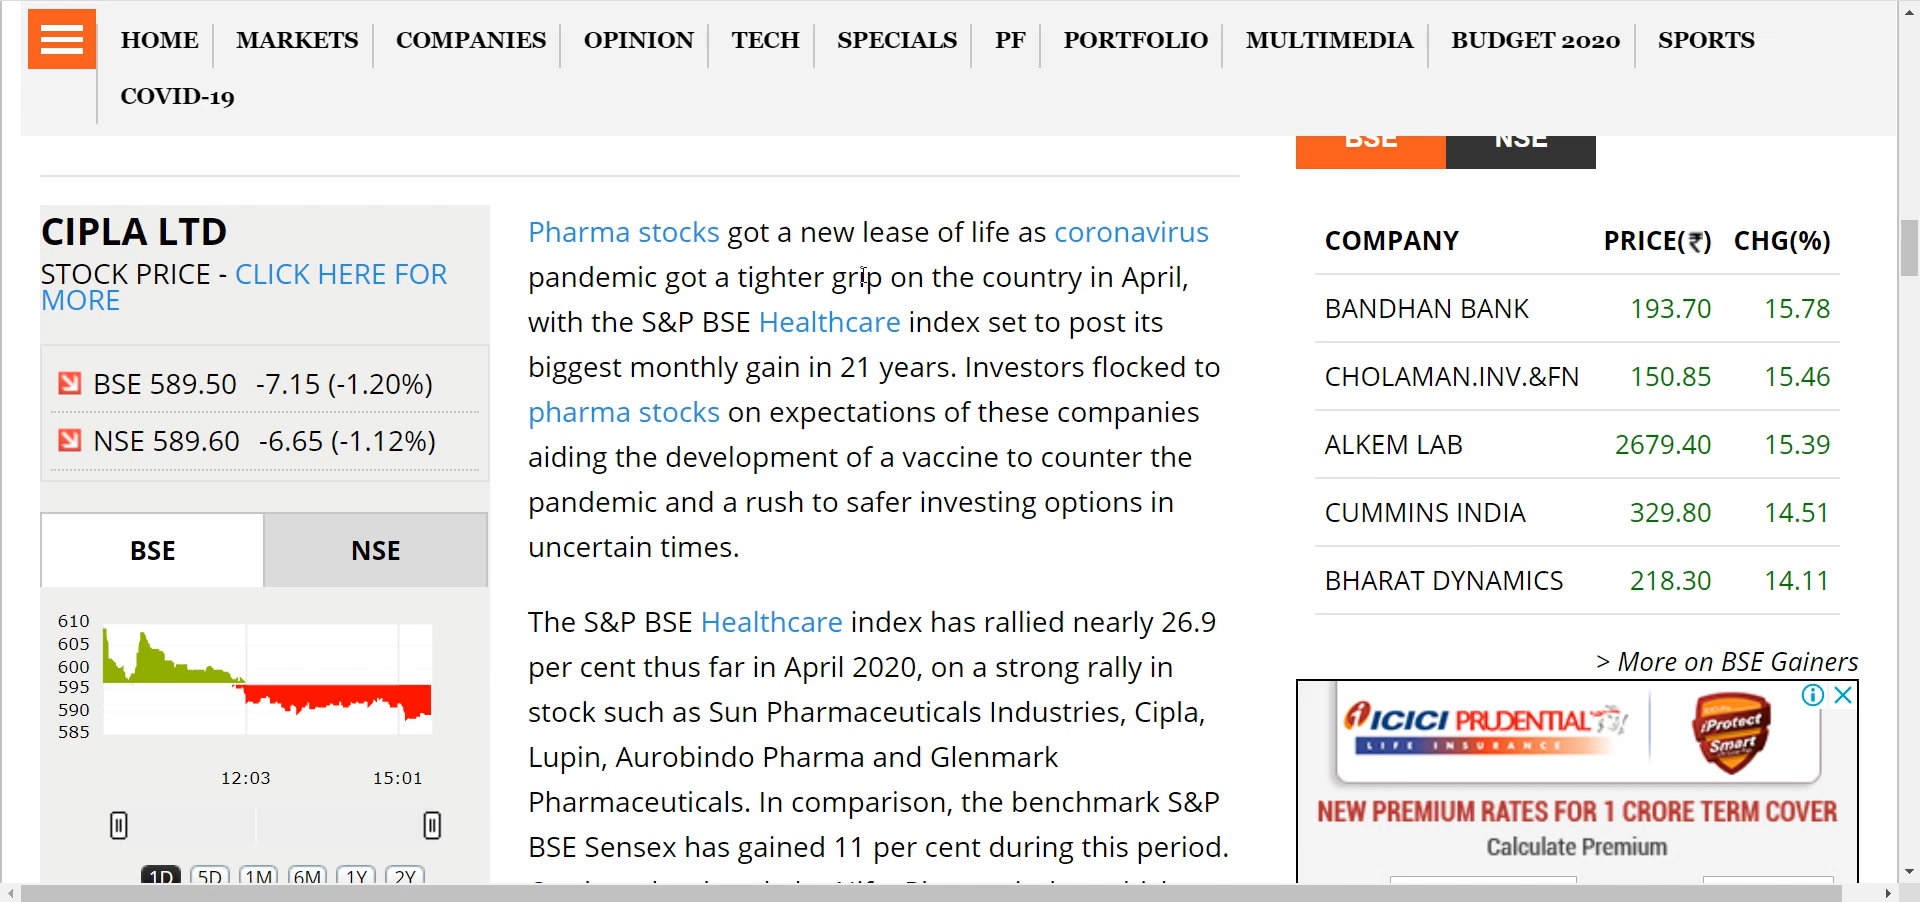 HOME MARKETS COMPANIES OPINION TECH SPECIALS PF PORTFOLIO MULTIMEDIA BUDGET 2020 SPORTS
COVID-19
BSE NSE
CIPLA LTD
STOCK PRICE - CLICK HERE FOR
MORE
BSE 589.50 -7.15 (-1.20%)
NSE 589.60 -6.65 (-1.12%)
BSE NSE
610
605
600
595
590
585
12:03 15:01
1D 5D 1M 6M 1Y 2Y
Pharma stocks got a new lease of life as coronavirus
pandemic got a tighter grip on the country in April,
with the S&P BSE Healthcare index set to post its
biggest monthly gain in 21 years. Investors flocked to
pharma stocks on expectations of these companies
aiding the development of a vaccine to counter the
pandemic and a rush to safer investing options in
uncertain times.
The S&P BSE Healthcare index has rallied nearly 26.9
per cent thus far in April 2020, on a strong rally in
stock such as Sun Pharmaceuticals Industries, Cipla,
Lupin, Aurobindo Pharma and Glenmark
Pharmaceuticals. In comparison, the benchmark S&P
BSE Sensex has gained 11 per cent during this period.
COMPANY PRICE(₹) CHG(%)
BANDHAN BANK 193.70 15.78
CHOLAMAN.INV.&FN 150.85 15.46
ALKEM LAB 2679.40 15.39
CUMMINS INDIA 329.80 14.51
BHARAT DYNAMICS 218.30 14.11
> More on BSE Gainers
ICICI PRUDENTIAL
LIFE INSURANCE
iProtect
Smart
NEW PREMIUM RATES FOR 1 CRORE TERM COVER
Calculate Premium